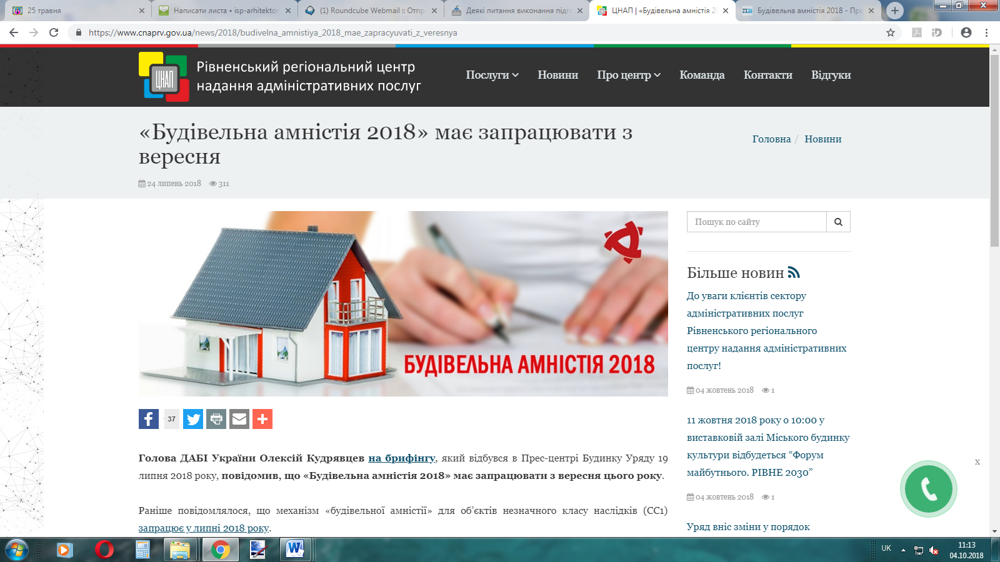 25 травня
Написати листа • isp-arhitektor
(1) Roundcube Webmail :: Отпр
Деякі питання виконання підго
ЦНАП | «Будівельна амністія 2
Будівельна амністія 2018 - Про
https://www.cnaprv.gov.ua/news/2018/budivelna_amnistiya_2018_mae_zapracyuvati_z_veresnya
ЦНАП
Рівненський регіональний центр
надання адміністративних послуг
Послуги
Новини
Про центр
Команда
Контакти
Відгуки
«Будівельна амністія 2018» має запрацювати з
вересня
Головна / Новини
24 липень 2018 311
БУДІВЕЛЬНА АМНІСТІЯ 2018
37
Голова ДАБІ України Олексій Кудрявцев на брифінгу, який відбувся в Прес-центрі Будинку Уряду 19
липня 2018 року, повідомив, що «Будівельна амністія 2018» має запрацювати з вересня цього року.
Раніше повідомлялося, що механізм «будівельної амністії» для об’єктів незначного класу наслідків (СС1)
запрацює у липні 2018 року.
Пошук по сайту
Більше новин
До уваги клієнтів сектору
адміністративних послуг
Рівненського регіонального
центру надання адміністративних
послуг!
04 жовтень 2018 1
11 жовтня 2018 року о 10:00 у
виставковій залі Міського будинку
культури відбудеться “Форум
майбутнього. РІВНЕ 2030”
04 жовтень 2018 1
Уряд вніс зміни у порядок
x
UK
11:13
04.10.2018